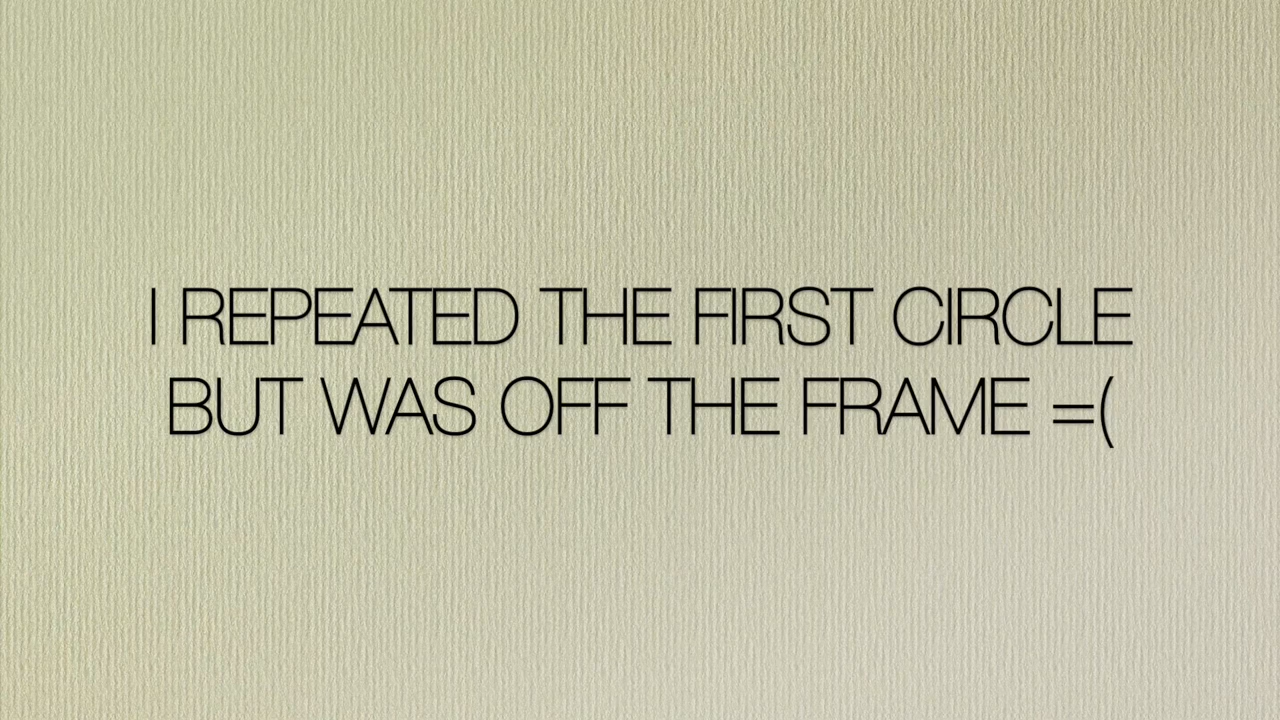 I REPEATED THE FIRST CIRCLE
BUT WAS OFF THE FRAME =(